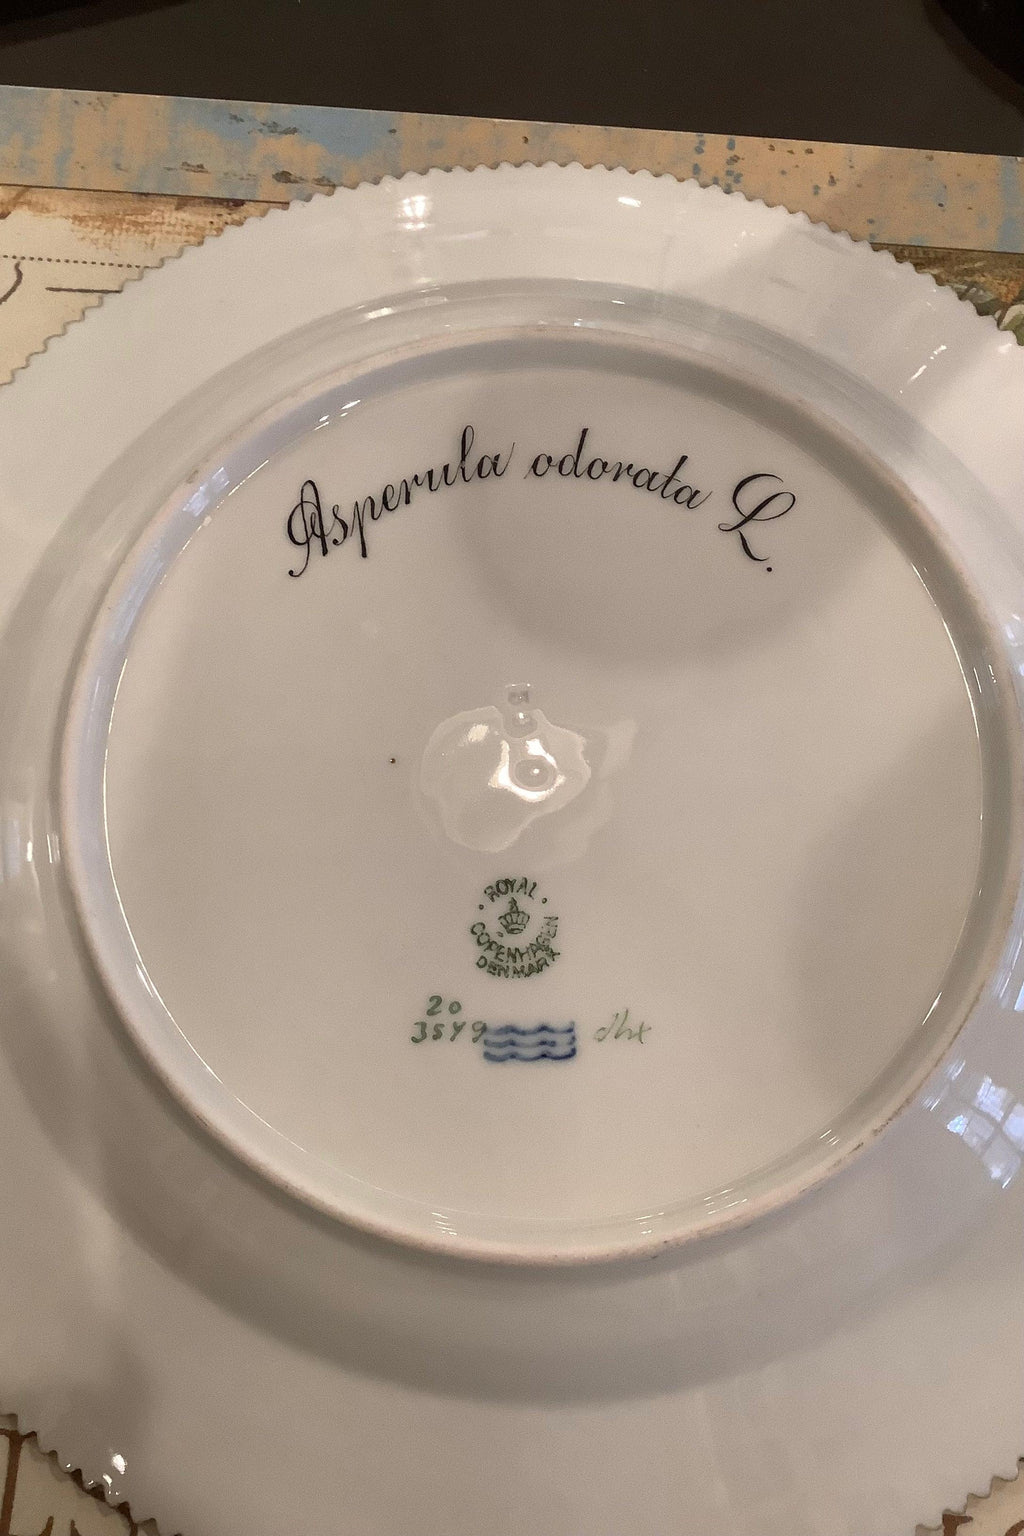 Asperula odorata L.
ROYAL
COPENHAGEN
DENMARK
20
3549